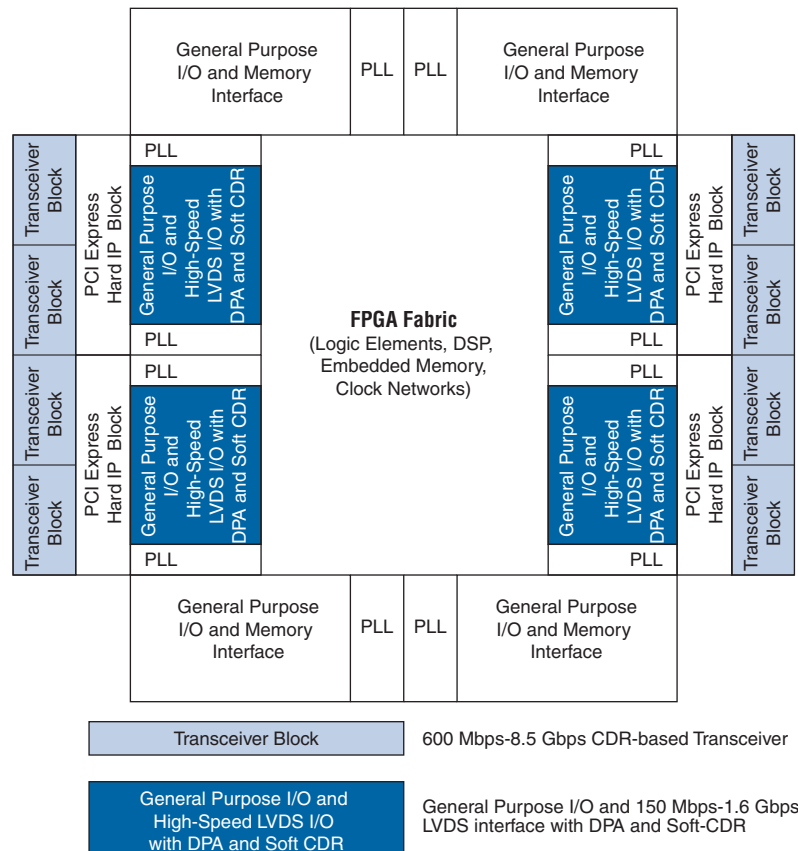 General Purpose
I/O and Memory
Interface
PLL
PLL
General Purpose
I/O and Memory
Interface
Transceiver
Block
Transceiver
Block
PCI Express
Hard IP Block
PLL
General Purpose
I/O and
High-Speed
LVDS I/O with
DPA and Soft CDR
PLL
Transceiver
Block
Transceiver
Block
PCI Express
Hard IP Block
PLL
General Purpose
I/O and
High-Speed
LVDS I/O with
DPA and Soft CDR
PLL
FPGA Fabric
(Logic Elements, DSP,
Embedded Memory,
Clock Networks)
PLL
General Purpose
I/O and
High-Speed
LVDS I/O with
DPA and Soft CDR
PLL
PCI Express
Hard IP Block
Transceiver
Block
Transceiver
Block
PLL
General Purpose
I/O and
High-Speed
LVDS I/O with
DPA and Soft CDR
PLL
PCI Express
Hard IP Block
Transceiver
Block
Transceiver
Block
General Purpose
I/O and Memory
Interface
PLL
PLL
General Purpose
I/O and Memory
Interface
Transceiver Block
600 Mbps-8.5 Gbps CDR-based Transceiver
General Purpose I/O and
High-Speed LVDS I/O
with DPA and Soft CDR
General Purpose I/O and 150 Mbps-1.6 Gbps
LVDS interface with DPA and Soft-CDR